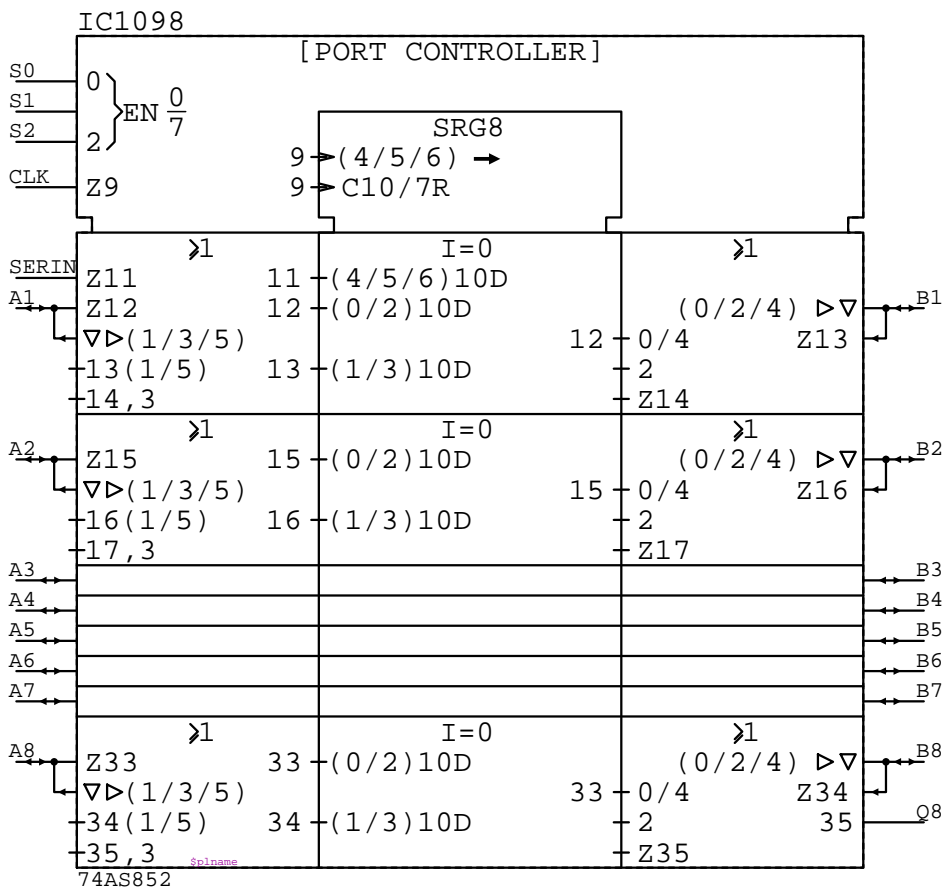 IC1098
[PORT CONTROLLER]
S0 0
S1 EN 0/7
S2 2
SRG8
9 (4/5/6)
CLK Z9 9 C10/7R
≥1 I=0 ≥1
SERIN Z11 11 (4/5/6)10D
A1 Z12 12 (0/2)10D (0/2/4) B1
(1/3/5) 12 0/4 Z13
13(1/5) 13 (1/3)10D 2
14,3 Z14
≥1 I=0 ≥1
A2 Z15 15 (0/2)10D (0/2/4) B2
(1/3/5) 15 0/4 Z16
16(1/5) 16 (1/3)10D 2
17,3 Z17
A3 B3
A4 B4
A5 B5
A6 B6
A7 B7
≥1 I=0 ≥1
A8 Z33 33 (0/2)10D (0/2/4) B8
(1/3/5) 33 0/4 Z34
34(1/5) 34 (1/3)10D 2 35 Q8
35,3 $plname Z35
74AS852